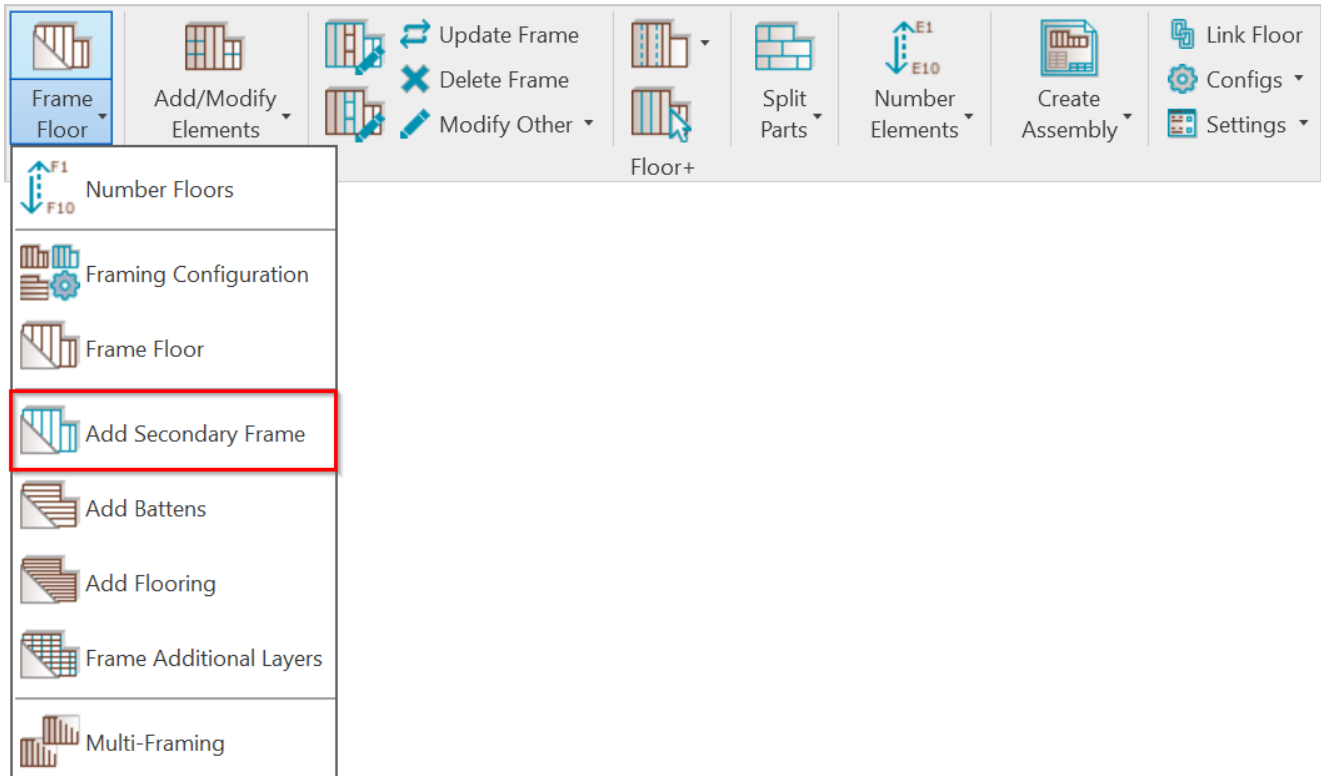 Frame
Floor
Add/Modify
Elements
Update Frame
Delete Frame
Modify Other
Split
Parts
E1
E10
Number
Elements
Create
Assembly
Link Floor
Configs
Settings
Floor+
F1
F10
Number Floors
Framing Configuration
Frame Floor
Add Secondary Frame
Add Battens
Add Flooring
Frame Additional Layers
Multi-Framing